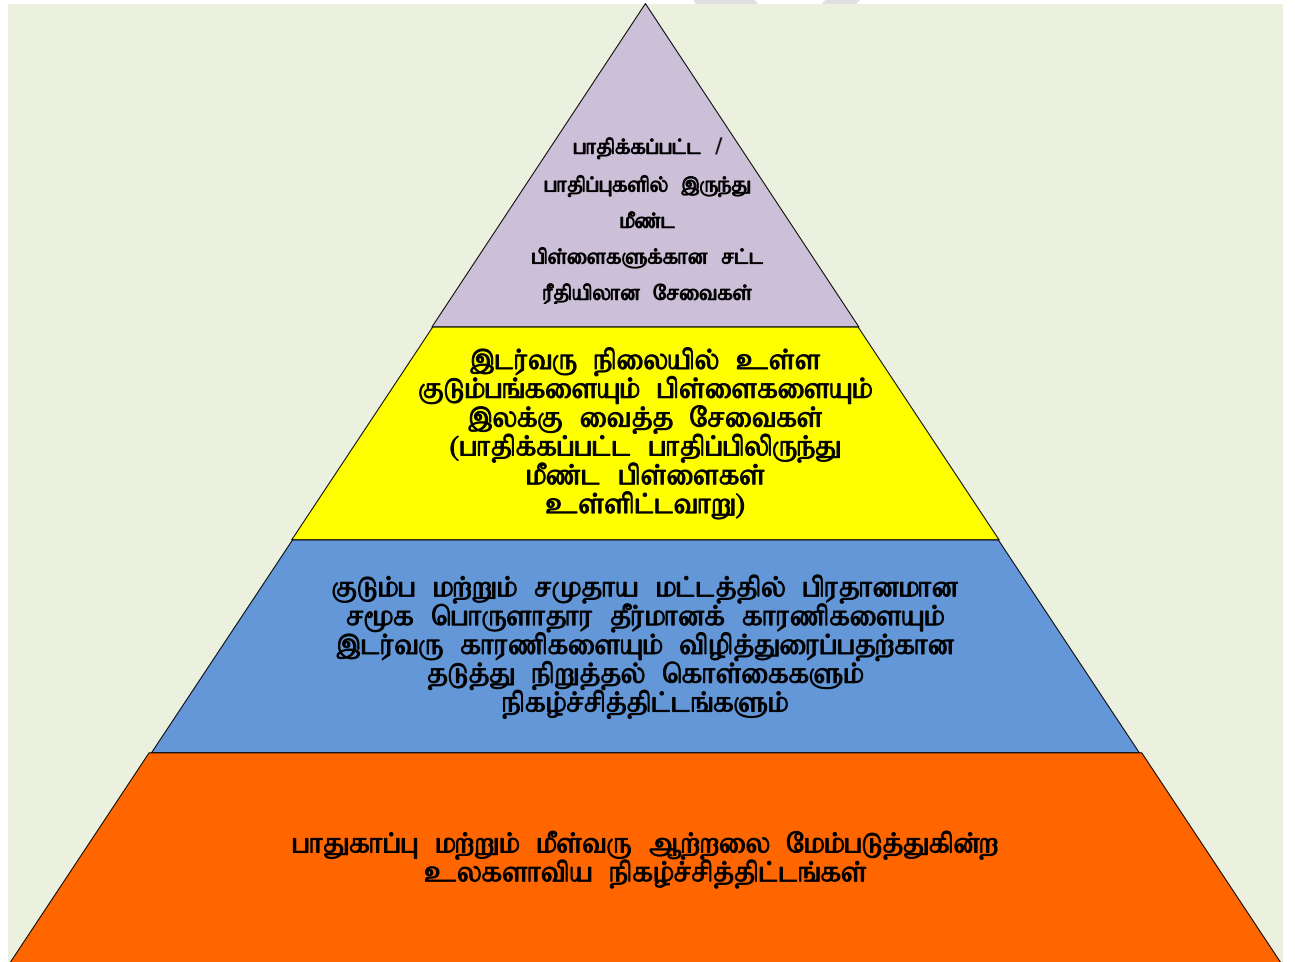 பாதிக்கப்பட்ட /
பாதிப்புகளில் இருந்து
மீண்ட
பிள்ளைகளுக்கான சட்ட
ரீதியிலான சேவைகள்
இடர்வரு நிலையில் உள்ள
குடும்பங்களையும் பிள்ளைகளையும்
இலக்கு வைத்த சேவைகள்
(பாதிக்கப்பட்ட பாதிப்பிலிருந்து
மீண்ட பிள்ளைகள்
உள்ளிட்டவாறு)
குடும்ப மற்றும் சமுதாய மட்டத்தில் பிரதானமான
சமூக பொருளாதார தீர்மானக் காரணிகளையும்
இடர்வரு காரணிகளையும் விழித்துரைப்பதற்கான
தடுத்து நிறுத்தல் கொள்கைகளும்
நிகழ்ச்சித்திட்டங்களும்
பாதுகாப்பு மற்றும் மீள்வரு ஆற்றலை மேம்படுத்துகின்ற
உலகளாவிய நிகழ்ச்சித்திட்டங்கள்